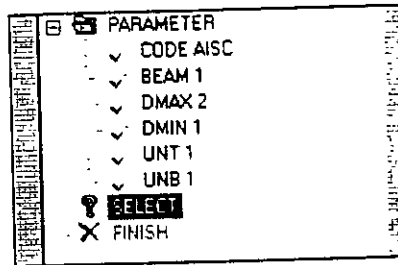 PARAMETER
CODE AISC
BEAM 1
DMAX 2
DMIN 1
UNT 1
UNB 1
SELECT
FINISH